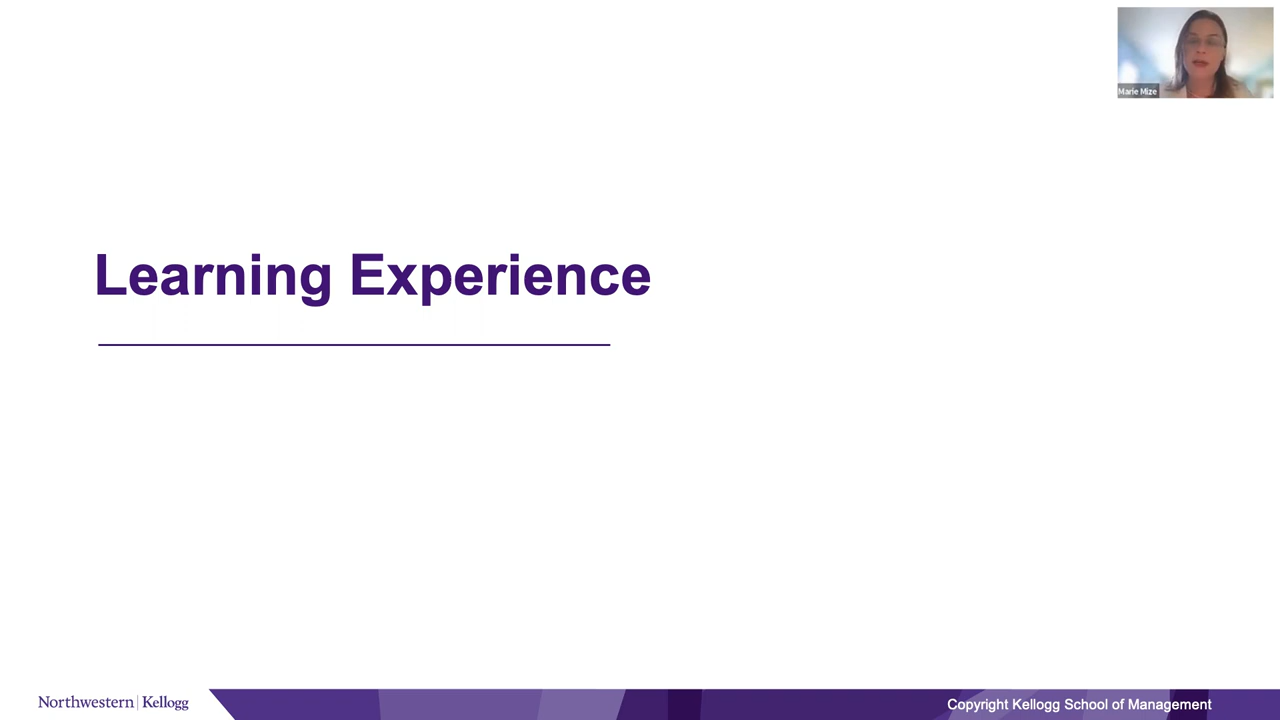 Marie Mize
Learning Experience
Northwestern | Kellogg
Copyright Kellogg School of Management